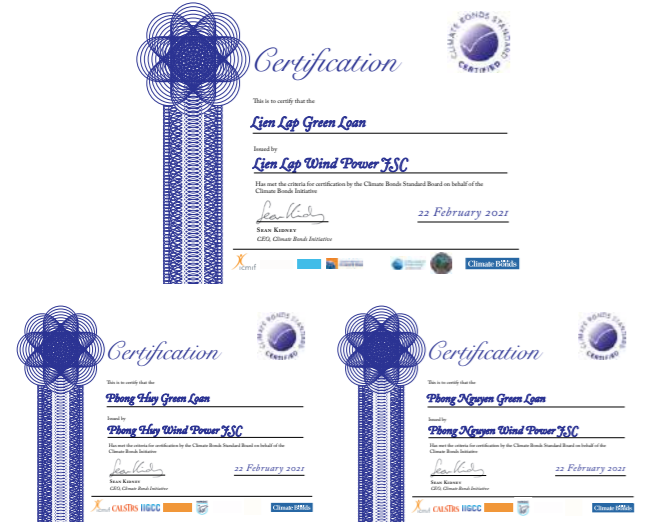 Certification
CLIMATE BONDS STANDARD
CERTIFIED
This is to certify that the
Lien Lap Green Loan
Issued by
Lien Lap Wind Power JSC
Has met the criteria for certification by the Climate Bonds Standard Board on behalf of the
Climate Bonds Initiative
22 February 2021
SEAN KIDNEY
CEO, Climate Bonds Initiative
Climate Bonds
Certification
CLIMATE BONDS STANDARD
CERTIFIED
This is to certify that the
Phong Huy Green Loan
Issued by
Phong Huy Wind Power JSC
Has met the criteria for certification by the Climate Bonds Standard Board on behalf of the
Climate Bonds Initiative
22 February 2021
SEAN KIDNEY
CEO, Climate Bonds Initiative
CALSTRS IIGCC
Climate Bonds
Certification
CLIMATE BONDS STANDARD
CERTIFIED
This is to certify that the
Phong Nguyen Green Loan
Issued by
Phong Nguyen Wind Power JSC
Has met the criteria for certification by the Climate Bonds Standard Board on behalf of the
Climate Bonds Initiative
22 February 2021
SEAN KIDNEY
CEO, Climate Bonds Initiative
CALSTRS IIGCC
Climate Bonds